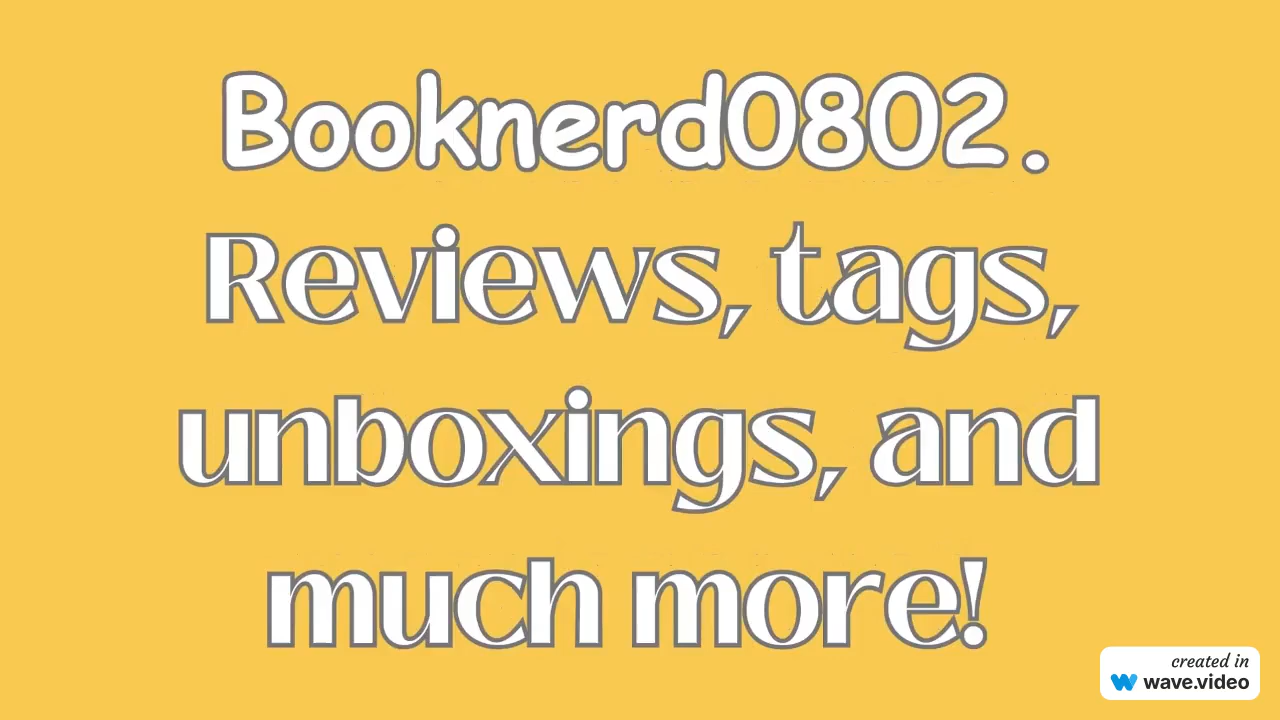 Booknerd0802.
Reviews, tags,
unboxings, and
much more!
created in
wave.video